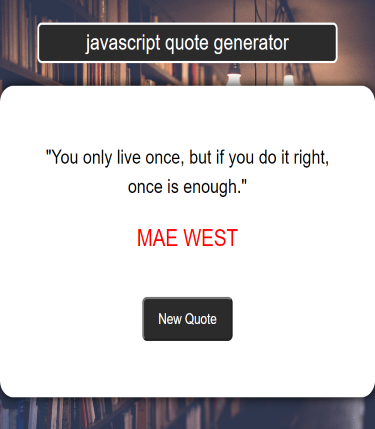 javascript quote generator
"You only live once, but if you do it right,
once is enough."
MAE WEST
New Quote